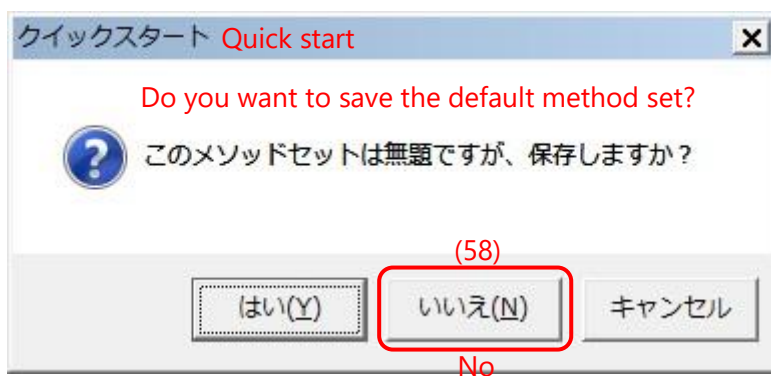 クイックスタート Quick start
Do you want to save the default method set?
このメソッドセットは無題ですが、保存しますか?
(58)
はい(Y) いいえ(N) キャンセル
No